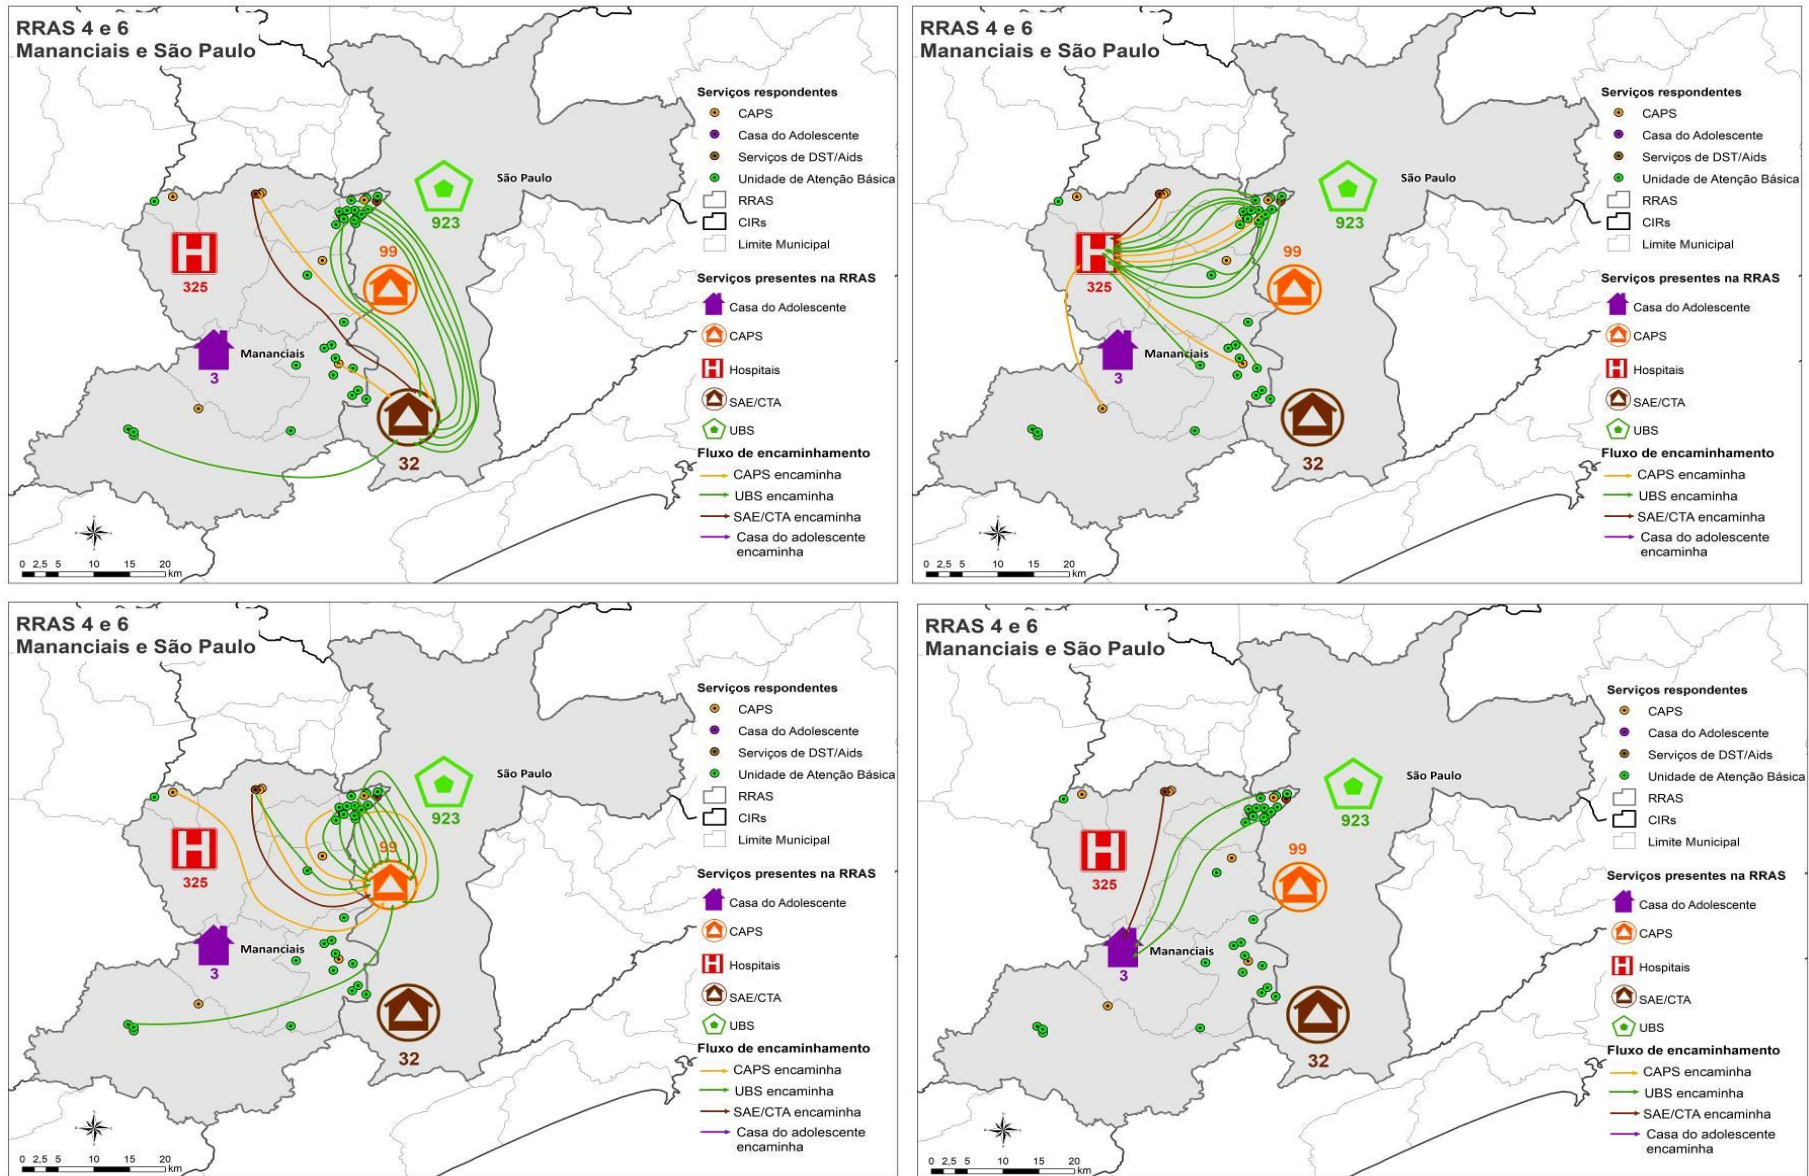 RRAS 4 e 6
Mananciais e São Paulo
Serviços respondentes
CAPS
Casa do Adolescente
Serviços de DST/Aids
Unidade de Atenção Básica
RRAS
CIRs
Limite Municipal
Serviços presentes na RRAS
Casa do Adolescente
CAPS
Hospitais
SAE/CTA
UBS
Fluxo de encaminhamento
CAPS encaminha
UBS encaminha
SAE/CTA encaminha
Casa do adolescente
encaminha
São Paulo
923
99
H
325
Mananciais
3
32
0 2,5 5 10 15 20
km
RRAS 4 e 6
Mananciais e São Paulo
Serviços respondentes
CAPS
Casa do Adolescente
Serviços de DST/Aids
Unidade de Atenção Básica
RRAS
CIRs
Limite Municipal
Serviços presentes na RRAS
Casa do Adolescente
CAPS
Hospitais
SAE/CTA
UBS
Fluxo de encaminhamento
CAPS encaminha
UBS encaminha
SAE/CTA encaminha
Casa do adolescente
encaminha
São Paulo
923
99
H
325
Mananciais
3
32
0 2,5 5 10 15 20
km
RRAS 4 e 6
Mananciais e São Paulo
Serviços respondentes
CAPS
Casa do Adolescente
Serviços de DST/Aids
Unidade de Atenção Básica
RRAS
CIRs
Limite Municipal
Serviços presentes na RRAS
Casa do Adolescente
CAPS
Hospitais
SAE/CTA
UBS
Fluxo de encaminhamento
CAPS encaminha
UBS encaminha
SAE/CTA encaminha
Casa do adolescente
encaminha
São Paulo
923
99
H
325
Mananciais
3
32
0 2,5 5 10 15 20
km
RRAS 4 e 6
Mananciais e São Paulo
Serviços respondentes
CAPS
Casa do Adolescente
Serviços de DST/Aids
Unidade de Atenção Básica
RRAS
CIRs
Limite Municipal
Serviços presentes na RRAS
Casa do Adolescente
CAPS
Hospitais
SAE/CTA
UBS
Fluxo de encaminhamento
CAPS encaminha
UBS encaminha
SAE/CTA encaminha
Casa do adolescente
encaminha
São Paulo
923
99
H
325
Mananciais
3
32
0 2,5 5 10 15 20
km